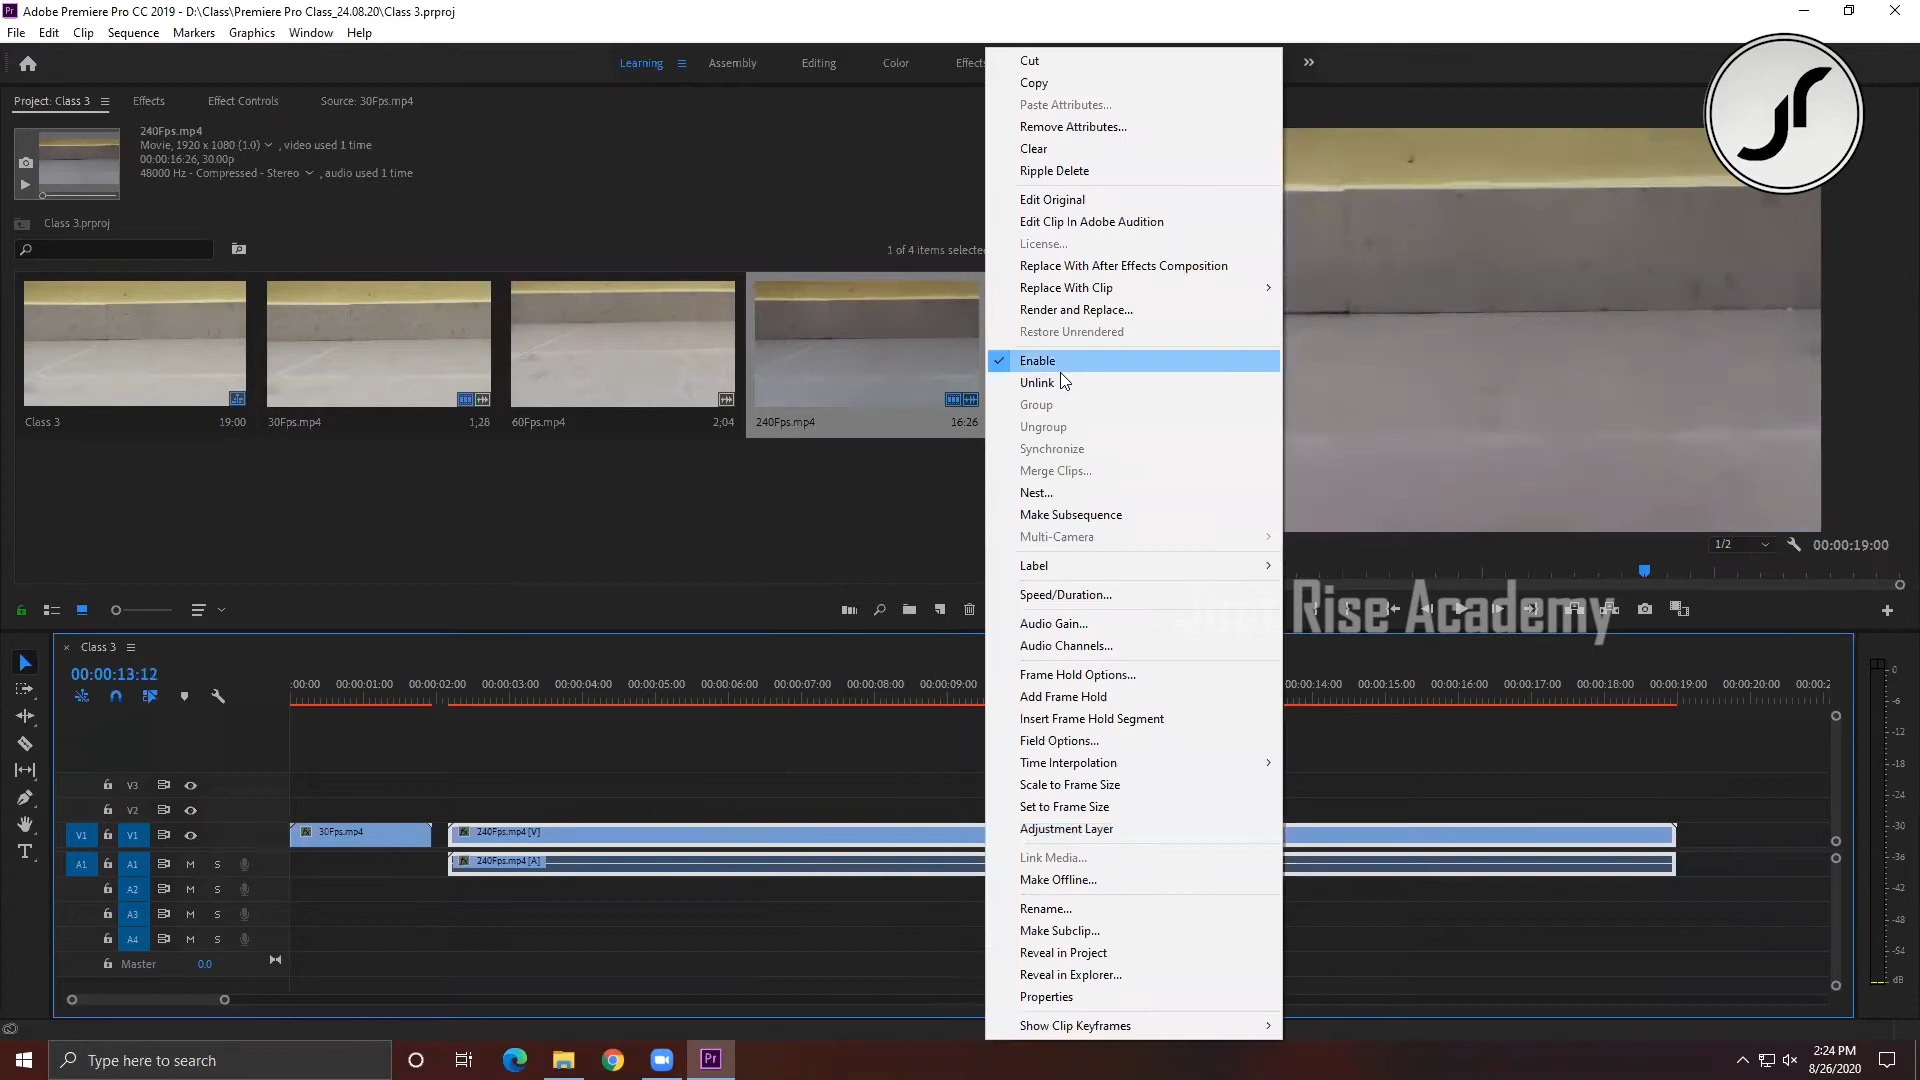 Adobe Premiere Pro CC 2019 - D:\Class\Premiere Pro Class_24.08.20\Class 3.prproj
File Edit Clip Sequence Markers Graphics Window Help
Learning Assembly Editing Color Effects
Project: Class 3 Effects Effect Controls Source: 30Fps.mp4
240Fps.mp4
Movie, 1920 x 1080 (1.0) , video used 1 time
00:00:16:26, 30.00p
48000 Hz - Compressed - Stereo , audio used 1 time
Class 3.prproj
1 of 4 items selected
Class 3 19:00
30Fps.mp4 1;28
60Fps.mp4 2;04
240Fps.mp4 16:26
Cut
Copy
Paste Attributes...
Remove Attributes...
Clear
Ripple Delete
Edit Original
Edit Clip In Adobe Audition
License...
Replace With After Effects Composition
Replace With Clip
Render and Replace...
Restore Unrendered
Enable
Unlink
Group
Ungroup
Synchronize
Merge Clips...
Nest...
Make Subsequence
Multi-Camera
Label
Speed/Duration...
Audio Gain...
Audio Channels...
Frame Hold Options...
Add Frame Hold
Insert Frame Hold Segment
Field Options...
Time Interpolation
Scale to Frame Size
Set to Frame Size
Adjustment Layer
Link Media...
Make Offline...
Rename...
Make Subclip...
Reveal in Project
Reveal in Explorer...
Properties
Show Clip Keyframes
1/2 00:00:19:00
Rise Academy
Class 3
00:00:13:12
:00:00 00:00:01:00 00:00:02:00 00:00:03:00 00:00:04:00 00:00:05:00 00:00:06:00 00:00:07:00 00:00:08:00 00:00:09:00 00:00:14:00 00:00:15:00 00:00:16:00 00:00:17:00 00:00:18:00 00:00:19:00 00:00:20:00
V3
V2
V1 V1 30Fps.mp4 240Fps.mp4 [V]
A1 A1 M S 240Fps.mp4 [A]
A2 M S
A3 M S
A4 M S
Master 0.0
0
-6
-12
-18
-24
-30
-36
-42
-48
-54
dB
Type here to search
2:24 PM
8/26/2020